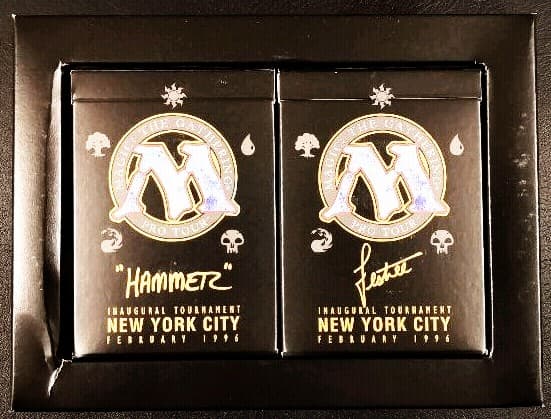 MAGIC THE GATHERING
M
PRO TOUR
"HAMMER"
INAUGURAL TOURNAMENT
NEW YORK CITY
FEBRUARY 1996
MAGIC THE GATHERING
M
PRO TOUR
Lestree
INAUGURAL TOURNAMENT
NEW YORK CITY
FEBRUARY 1996